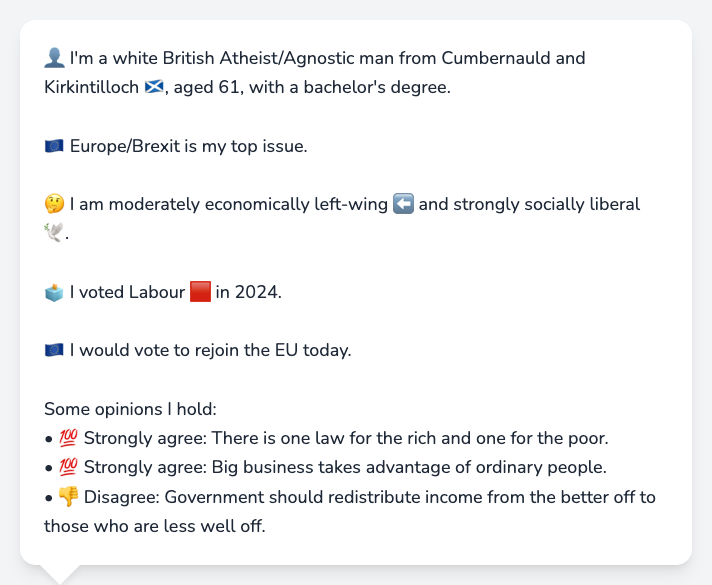 👤 I'm a white British Atheist/Agnostic man from Cumbernauld and
Kirkintilloch 🏴󠁧󠁢󠁳󠁣󠁴󠁿, aged 61, with a bachelor's degree.
🇪🇺 Europe/Brexit is my top issue.
🤔 I am moderately economically left-wing ⬅️ and strongly socially liberal
🕊️.
🗳️ I voted Labour 🟥 in 2024.
🇪🇺 I would vote to rejoin the EU today.
Some opinions I hold:
• 💯 Strongly agree: There is one law for the rich and one for the poor.
• 💯 Strongly agree: Big business takes advantage of ordinary people.
• 👎 Disagree: Government should redistribute income from the better off to
those who are less well off.